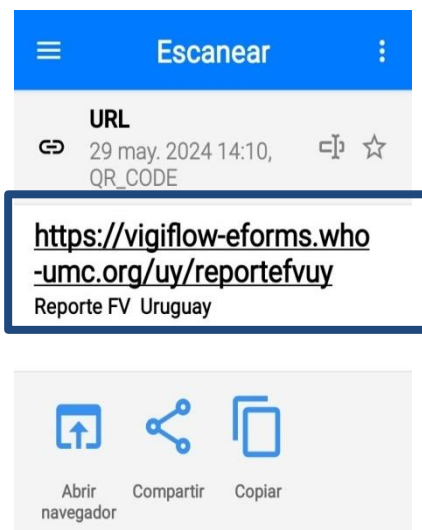 Escanear
URL
29 may. 2024 14:10,
QR_CODE
https://vigiflow-eforms.who
-umc.org/uy/reportefvuy
Reporte FV Uruguay
Abrir
navegador
Compartir
Copiar